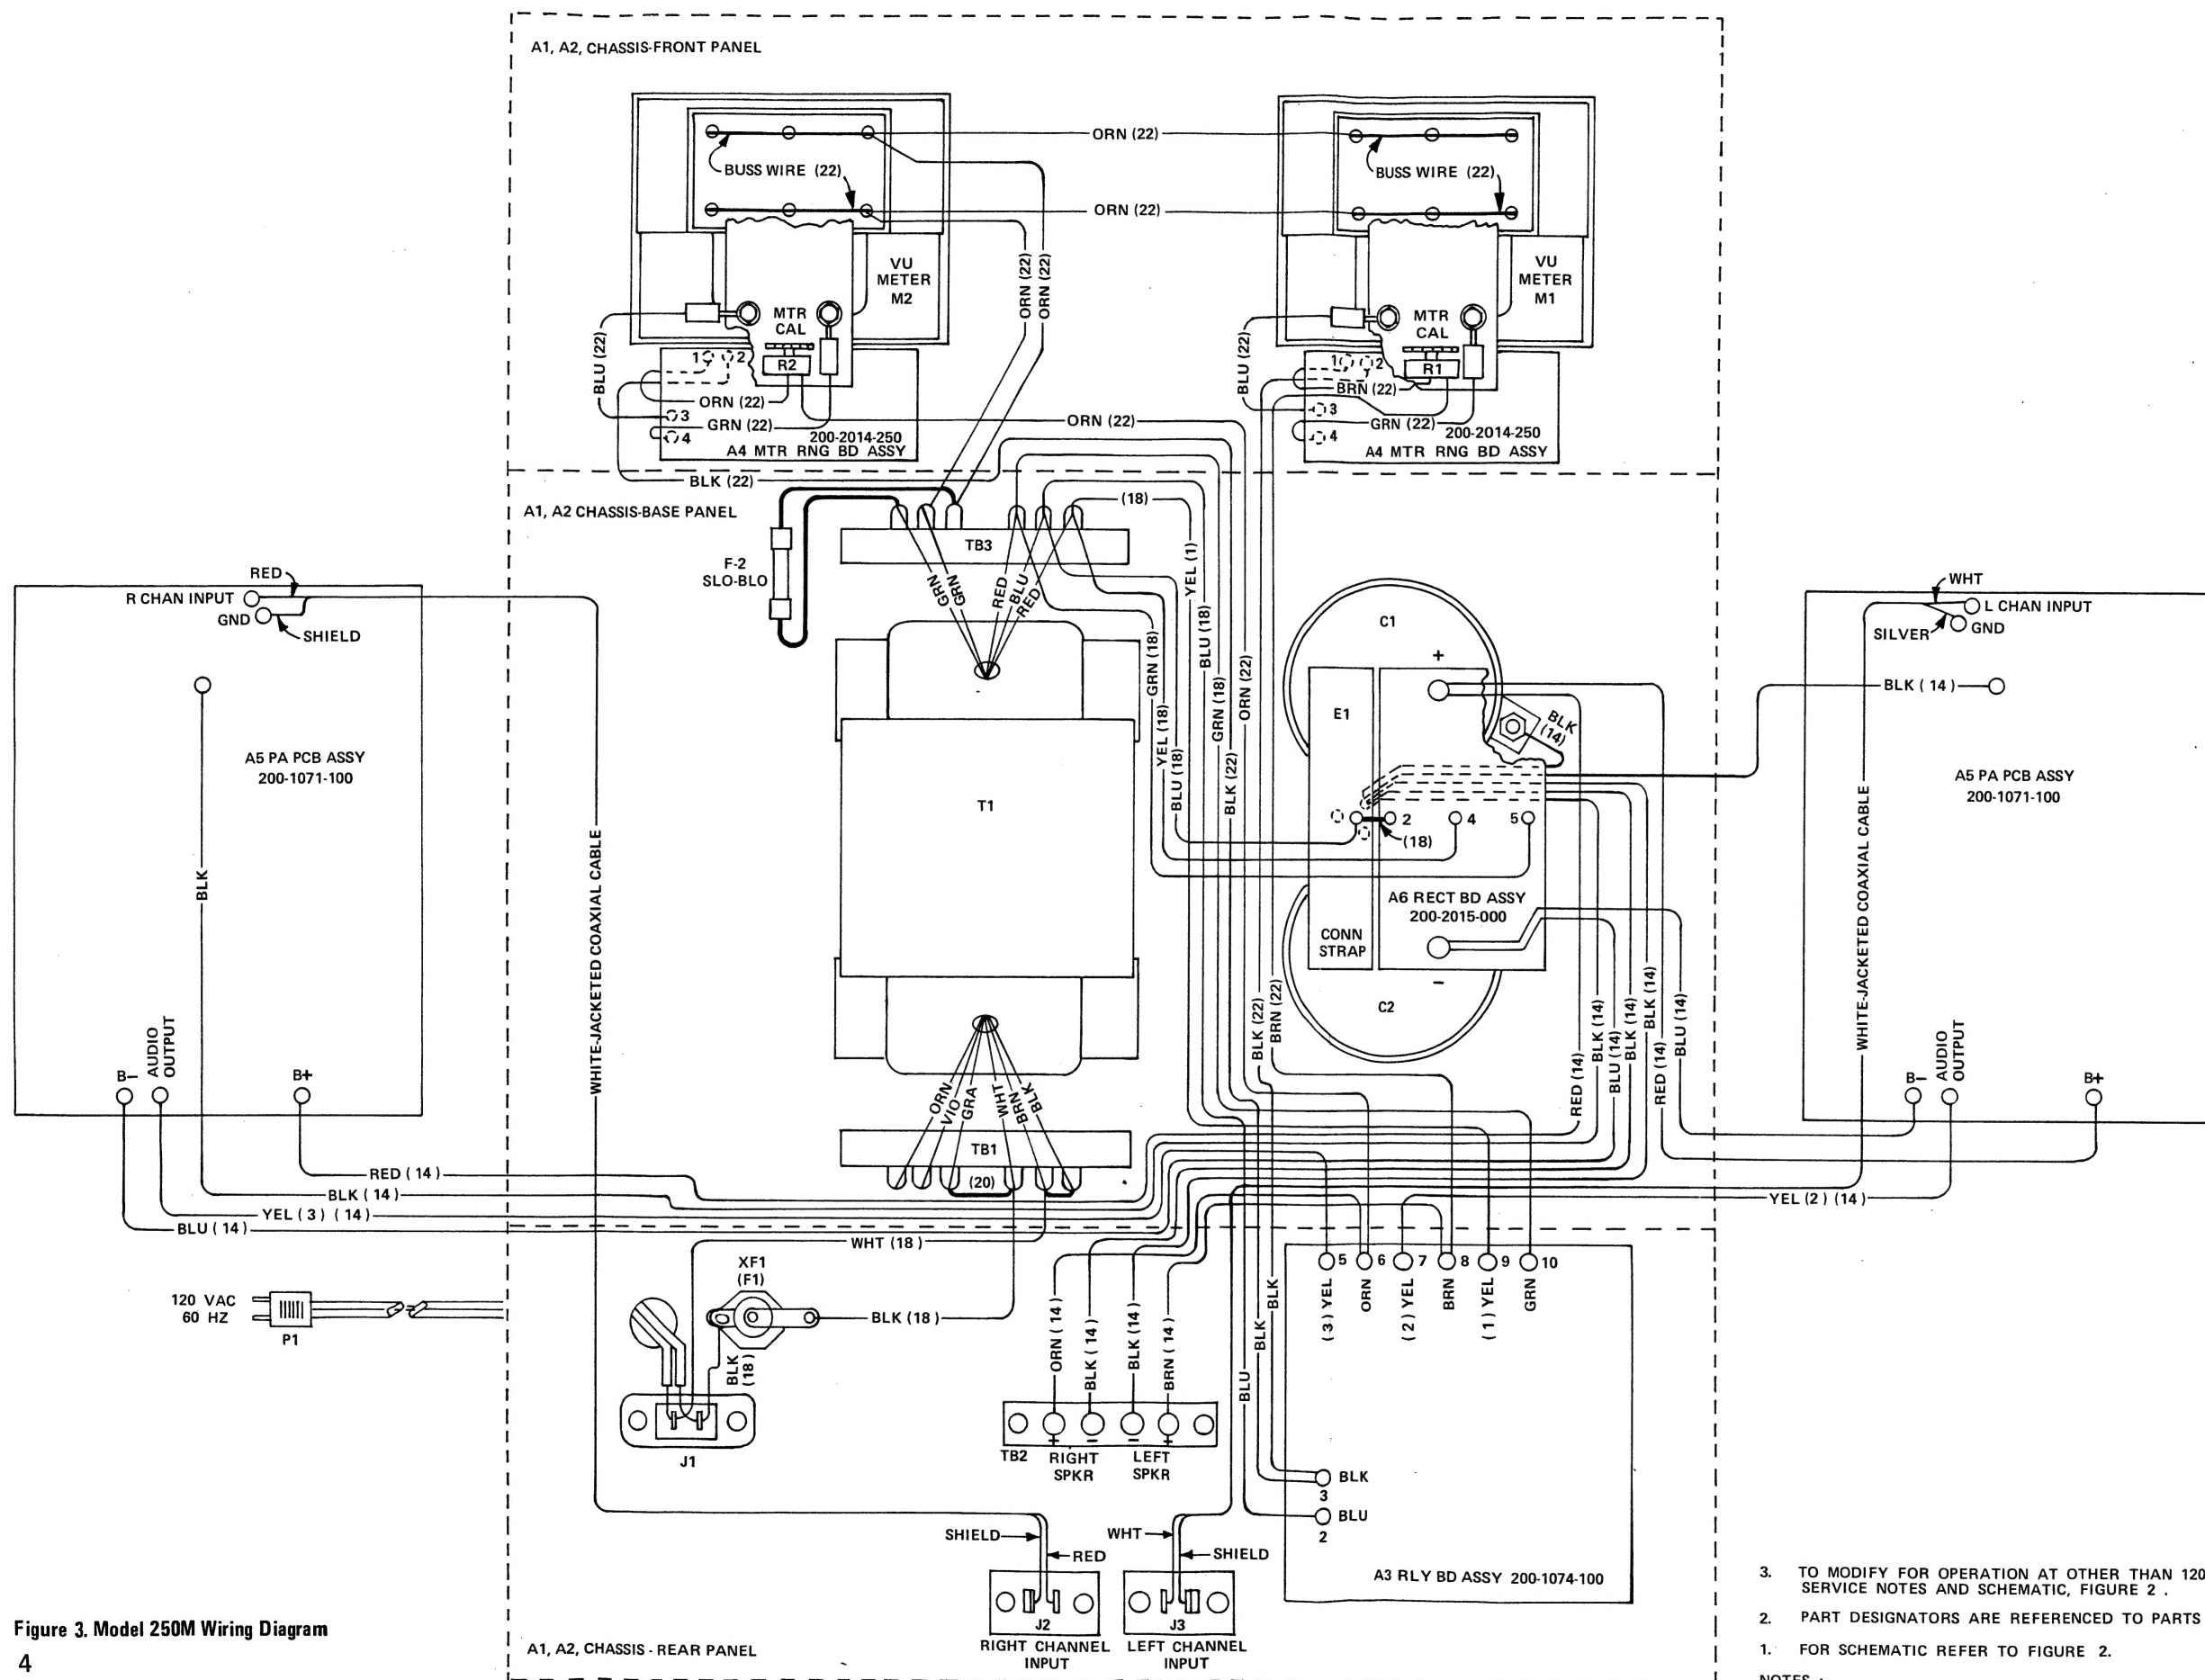 A1, A2, CHASSIS-FRONT PANEL
ORN (22)
BUSS WIRE (22)
BUSS WIRE (22)
ORN (22)
VU
METER
M2
ORN (22)
ORN (22)
VU
METER
M1
MTR
CAL
MTR
CAL
BLU (22)
1
2
R2
BLU (22)
1
2
R1
BRN (22)
ORN (22)
3
GRN (22)
4
200-2014-250
A4 MTR RNG BD ASSY
ORN (22)
3
GRN (22)
4
200-2014-250
A4 MTR RNG BD ASSY
BLK (22)
A1, A2 CHASSIS-BASE PANEL
(18)
TB3
F-2
SLO-BLO
GRN
GRN
RED
BLU
RED
YEL (1)
BLU (18)
GRN (18)
GRN (18)
YEL (18)
BLU (18)
BLK (22)
ORN (22)
RED
R CHAN INPUT
GND
SHIELD
A5 PA PCB ASSY
200-1071-100
BLK
B–
AUDIO
OUTPUT
B+
WHITE-JACKETED COAXIAL CABLE
T1
C1
+
E1
BLK
(14)
2
4
5
(18)
A6 RECT BD ASSY
200-2015-000
CONN
STRAP
–
C2
WHT
L CHAN INPUT
SILVER
GND
BLK ( 14 )
A5 PA PCB ASSY
200-1071-100
WHITE-JACKETED COAXIAL CABLE
B–
AUDIO
OUTPUT
B+
BLK (22)
BRN (22)
RED (14)
BLK (14)
BLU (14)
BLK (14)
BLK (14)
RED (14)
BLU (14)
ORN
VIO
GRA
WHT
BRN
BLK
TB1
(20)
RED ( 14 )
BLK ( 14 )
YEL ( 3 ) ( 14 )
BLU ( 14 )
YEL (2) (14 )
WHT (18 )
XF1
(F1)
BLK (18 )
BLK
(18 )
120 VAC
60 HZ
P1
J1
ORN ( 14 )
BLK ( 14 )
BLK ( 14 )
BRN ( 14 )
TB2
+
–
–
+
RIGHT
SPKR
LEFT
SPKR
BLU
BLK
BLK
5
6
7
8
9
10
( 3 ) YEL
ORN
( 2 ) YEL
BRN
( 1 ) YEL
GRN
BLK
3
BLU
2
A3 RLY BD ASSY 200-1074-100
SHIELD
RED
WHT
SHIELD
J2
RIGHT CHANNEL
INPUT
J3
LEFT CHANNEL
INPUT
A1, A2, CHASSIS - REAR PANEL
3. TO MODIFY FOR OPERATION AT OTHER THAN 120
SERVICE NOTES AND SCHEMATIC, FIGURE 2 .
2. PART DESIGNATORS ARE REFERENCED TO PARTS
1. FOR SCHEMATIC REFER TO FIGURE 2.
NOTES :
Figure 3. Model 250M Wiring Diagram
4